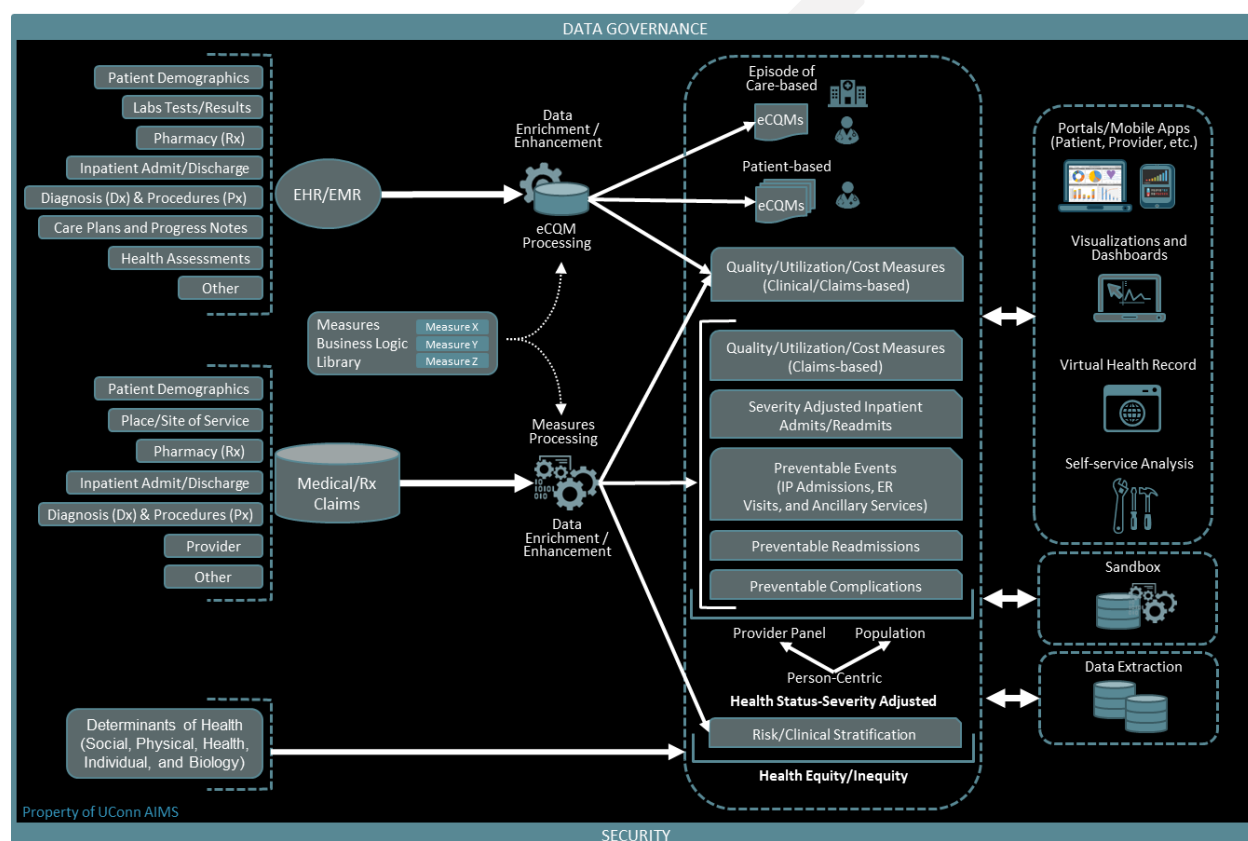 DATA GOVERNANCE
Patient Demographics
Labs Tests/Results
Pharmacy (Rx)
Inpatient Admit/Discharge
Diagnosis (Dx) & Procedures (Px)
Care Plans and Progress Notes
Health Assessments
Other
EHR/EMR
Data
Enrichment /
Enhancement
eCQM
Processing
Measures
Business Logic
Library
Measure X
Measure Y
Measure Z
Patient Demographics
Place/Site of Service
Pharmacy (Rx)
Inpatient Admit/Discharge
Diagnosis (Dx) & Procedures (Px)
Provider
Other
Medical/Rx
Claims
Measures
Processing
10
10101
010
Data
Enrichment /
Enhancement
Determinants of Health
(Social, Physical, Health,
Individual, and Biology)
Episode of
Care-based
eCQMs
Patient-based
eCQMs
Quality/Utilization/Cost Measures
(Clinical/Claims-based)
Quality/Utilization/Cost Measures
(Claims-based)
Severity Adjusted Inpatient
Admits/Readmits
Preventable Events
(IP Admissions, ER
Visits, and Ancillary Services)
Preventable Readmissions
Preventable Complications
Provider Panel
Population
Person-Centric
Health Status-Severity Adjusted
Risk/Clinical Stratification
Health Equity/Inequity
Portals/Mobile Apps
(Patient, Provider, etc.)
Visualizations and
Dashboards
Virtual Health Record
Self-service Analysis
Sandbox
Data Extraction
Property of UConn AIMS
SECURITY